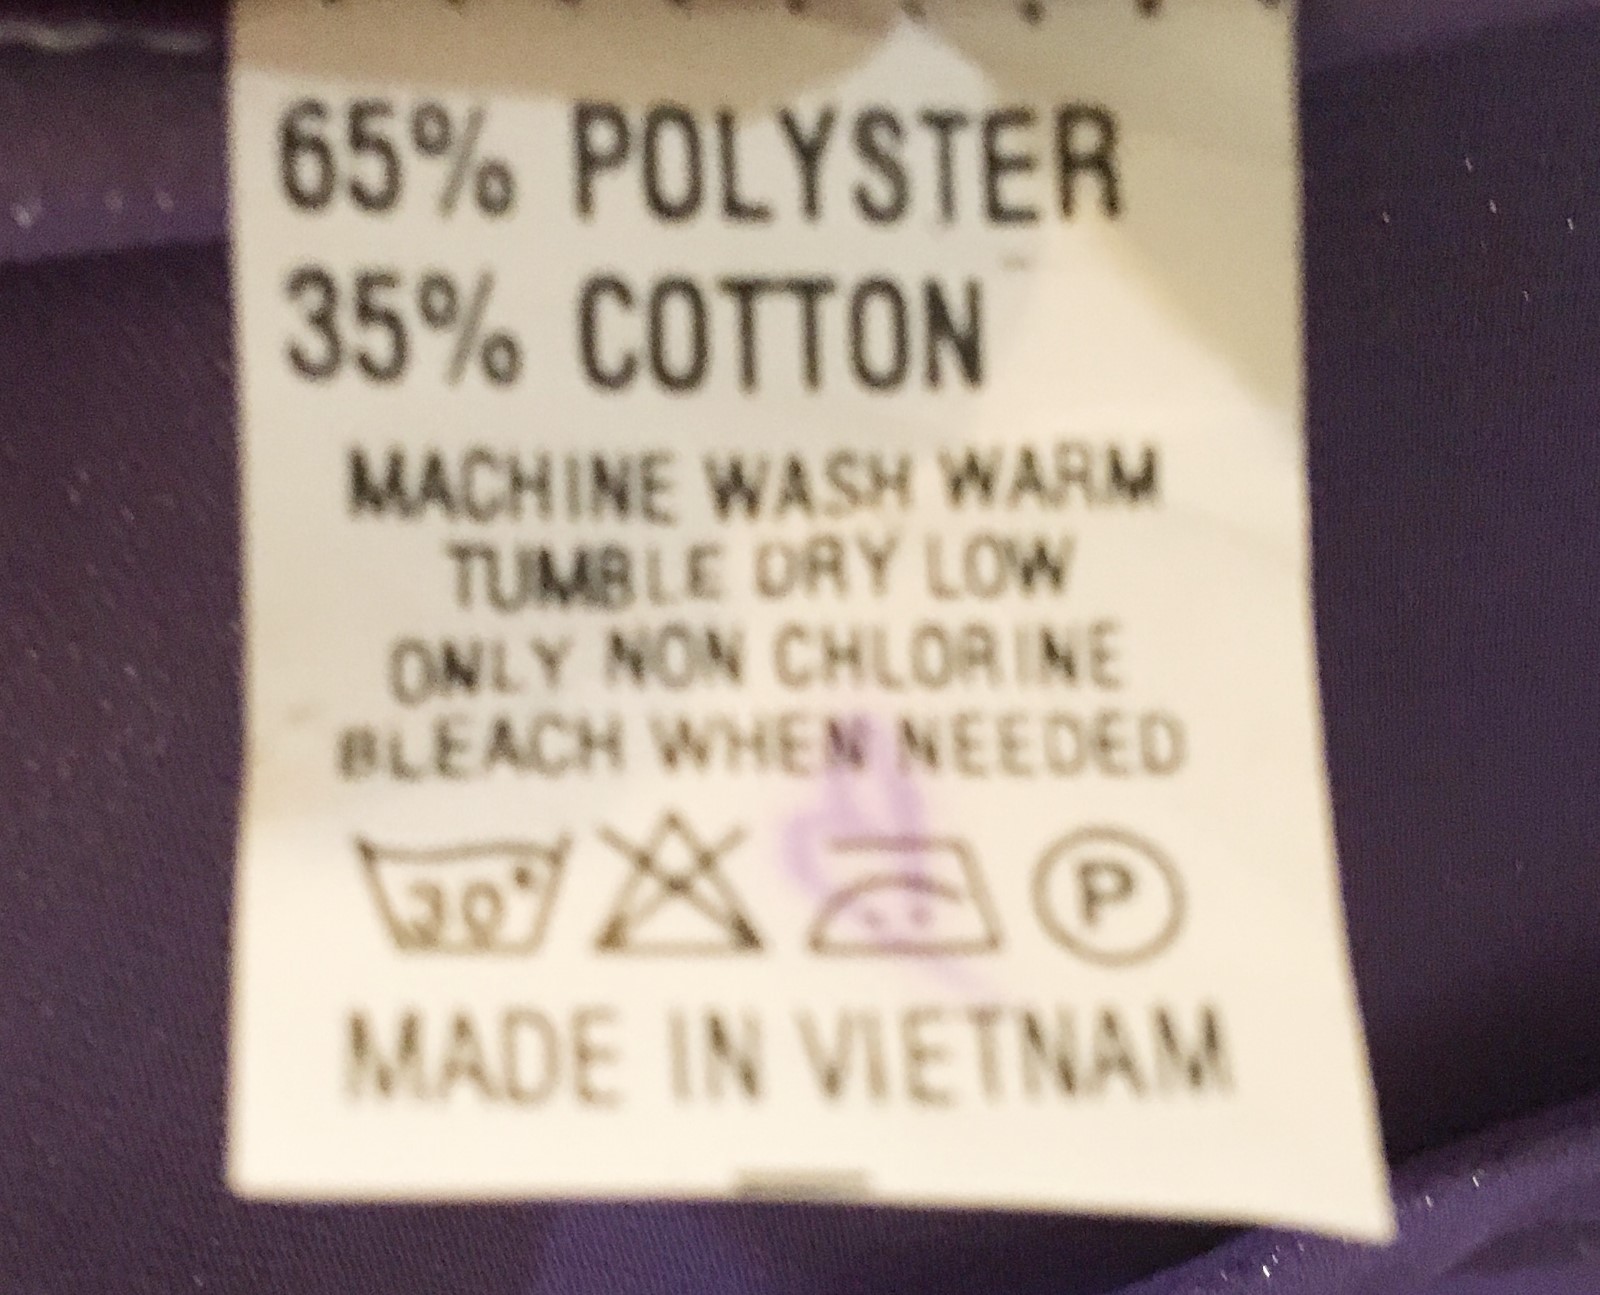 65% POLYSTER
35% COTTON
MACHINE WASH WARM
TUMBLE DRY LOW
ONLY NON CHLORINE
BLEACH WHEN NEEDED
30° P
MADE IN VIETNAM